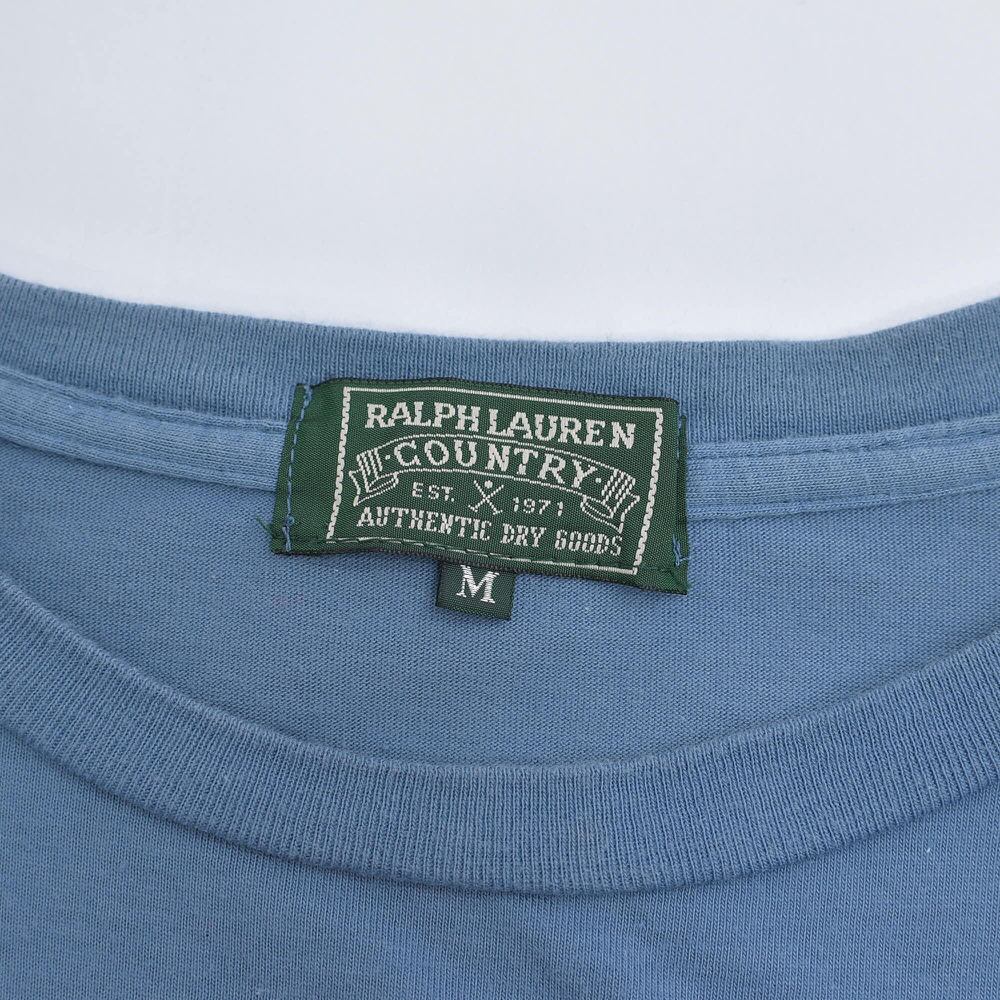 RALPH LAUREN
·COUNTRY·
EST. 1971
AUTHENTIC DRY GOODS
M